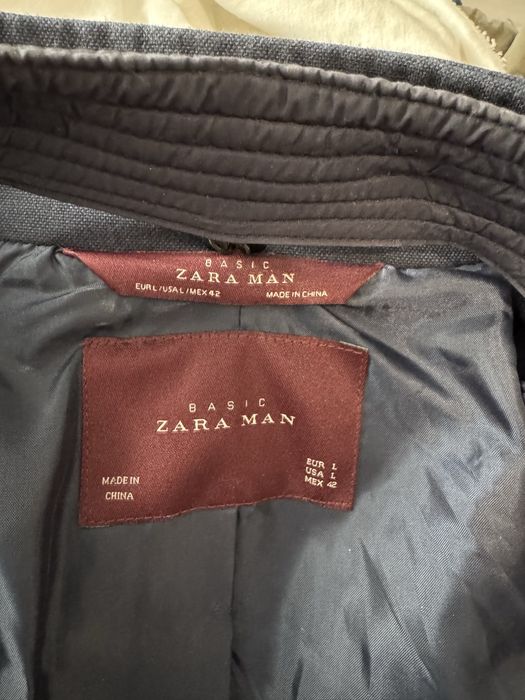 BASIC
ZARA MAN
EUR L/USA L/MEX 42 MADE IN CHINA
BASIC
ZARA MAN
MADE IN
CHINA
EUR L
USA L
MEX 42